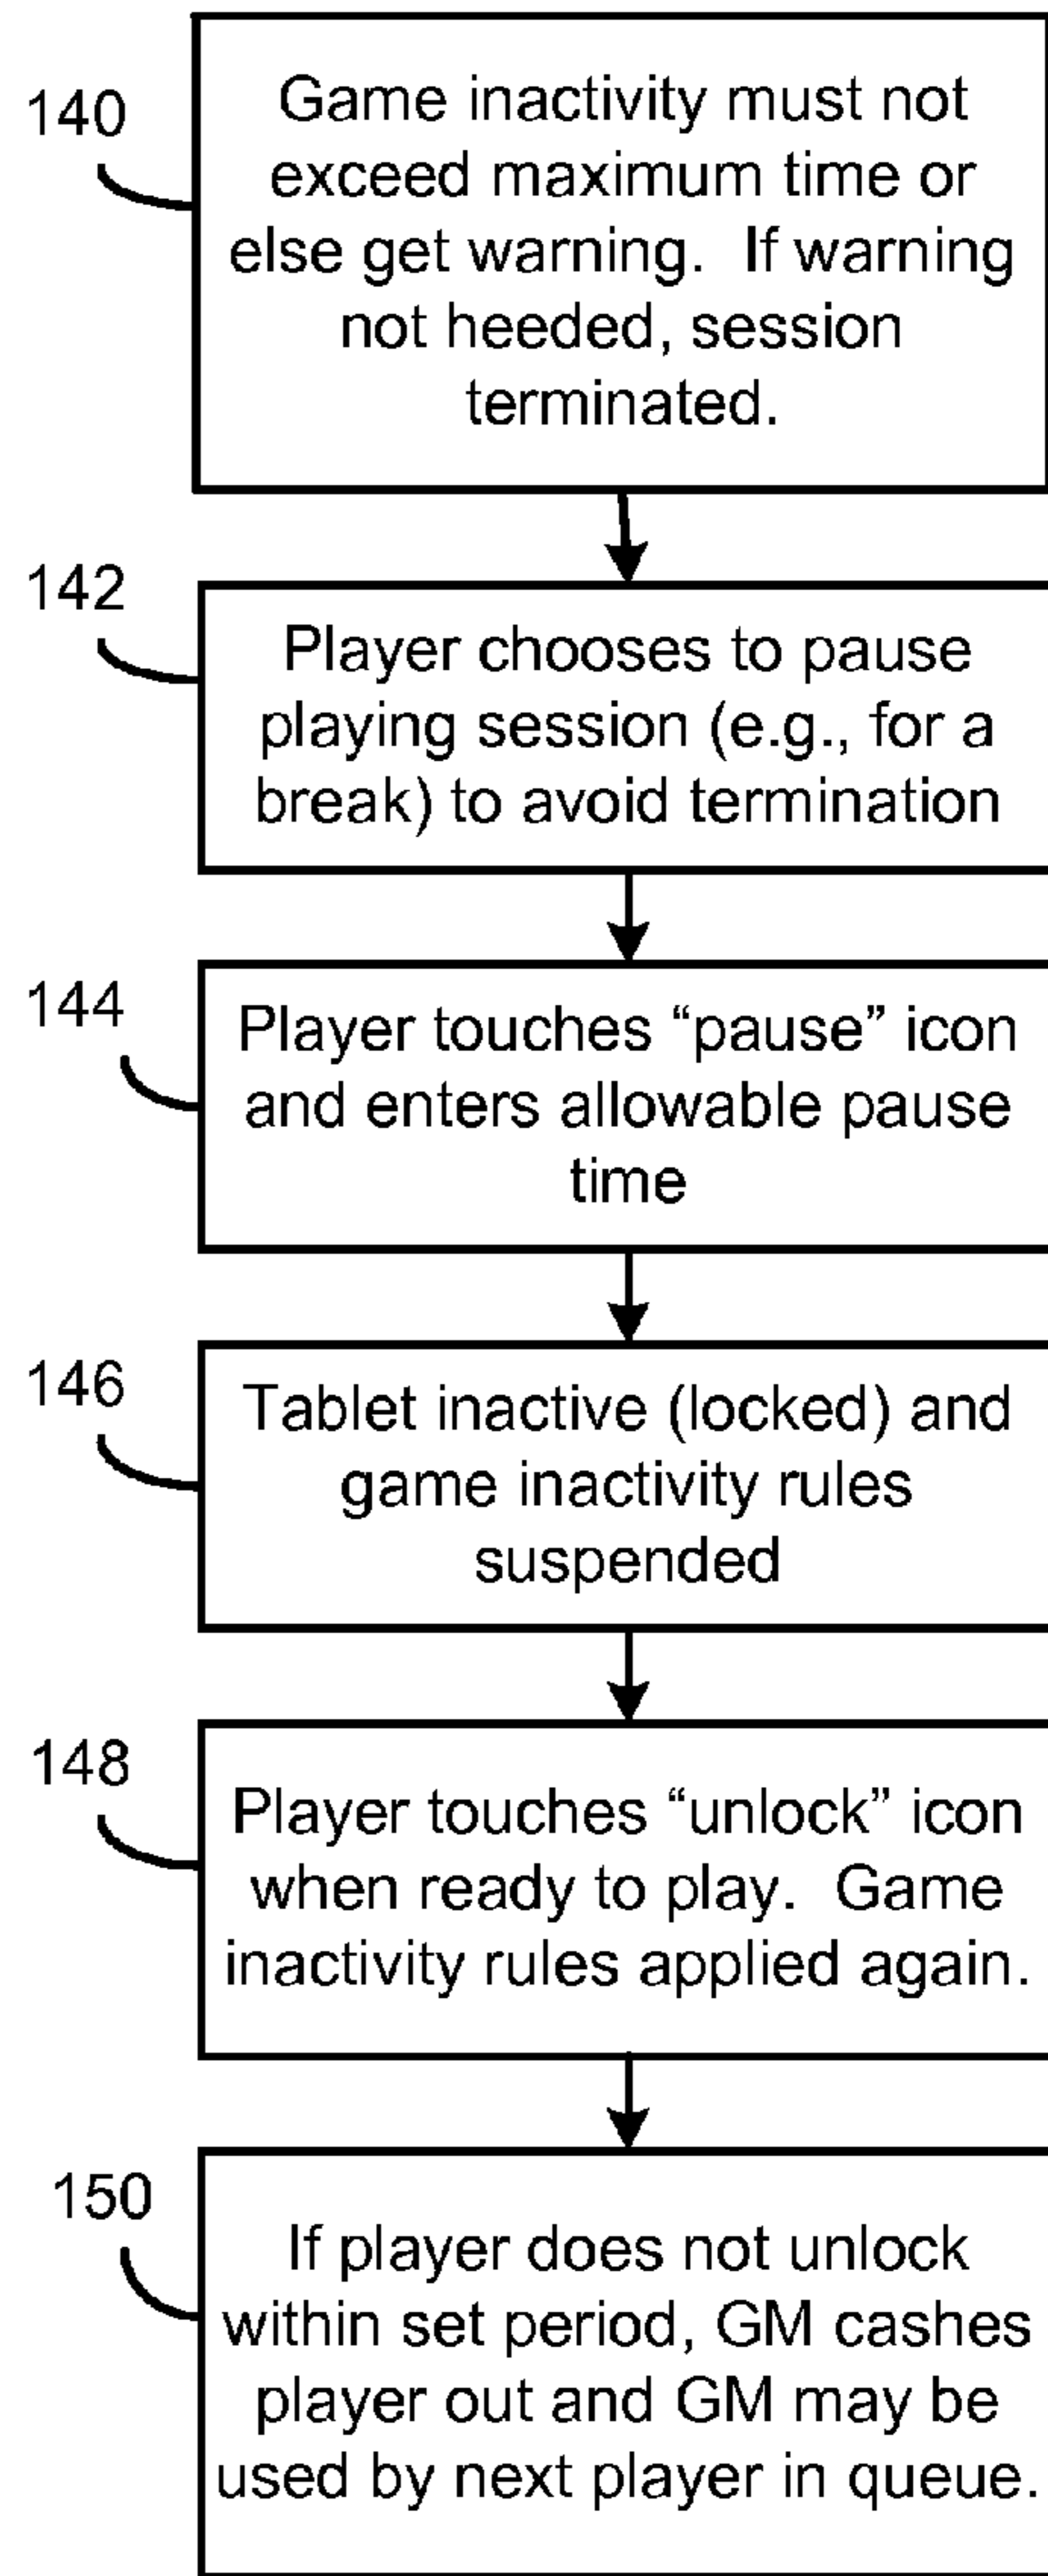 140
Game inactivity must not
exceed maximum time or
else get warning.  If warning
not heeded, session
terminated.
142
Player chooses to pause
playing session (e.g., for a
break) to avoid termination
144
Player touches “pause” icon
and enters allowable pause
time
146
Tablet inactive (locked) and
game inactivity rules
suspended
148
Player touches “unlock” icon
when ready to play.  Game
inactivity rules applied again.
150
If player does not unlock
within set period, GM cashes
player out and GM may be
used by next player in queue.